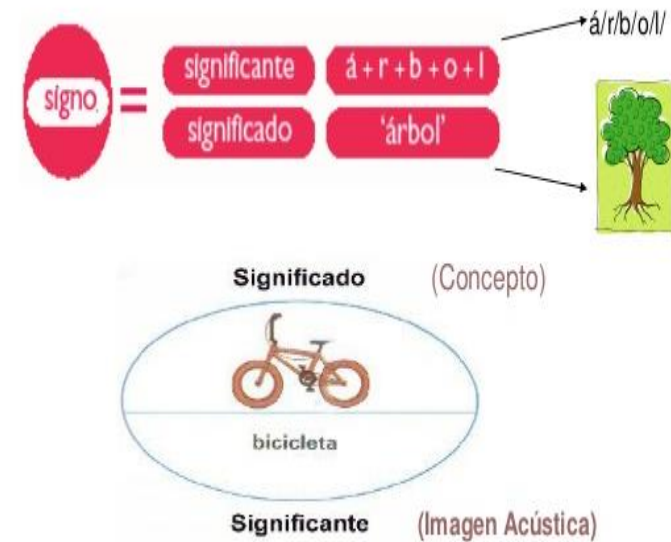 á/r/b/o/l/
signo = significante á + r + b + o + l
significado 'árbol'
Significado (Concepto)
bicicleta
Significante (Imagen Acústica)